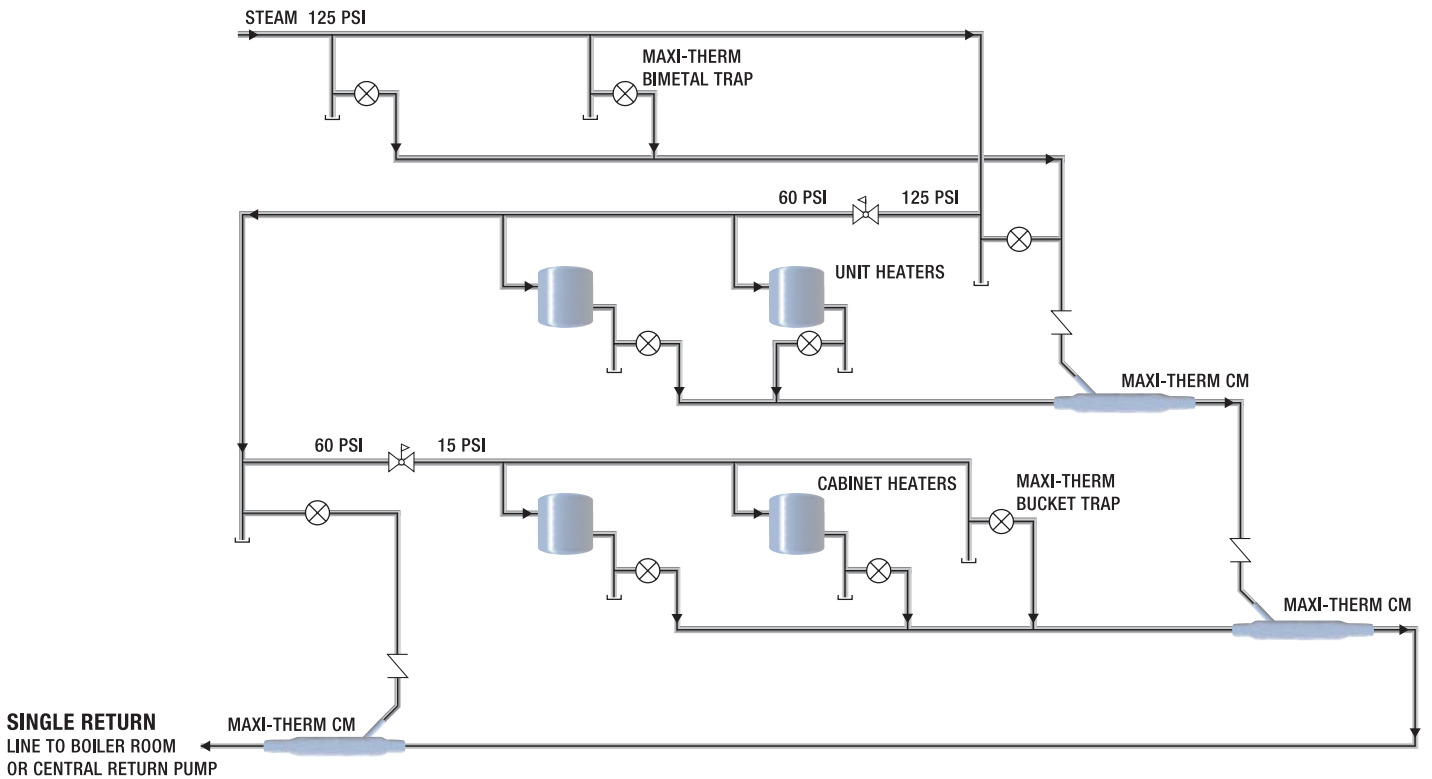 STEAM 125 PSI
MAXI-THERM
BIMETAL TRAP
60 PSI
125 PSI
UNIT HEATERS
MAXI-THERM CM
60 PSI
15 PSI
CABINET HEATERS
MAXI-THERM
BUCKET TRAP
MAXI-THERM CM
SINGLE RETURN
LINE TO BOILER ROOM
OR CENTRAL RETURN PUMP
MAXI-THERM CM